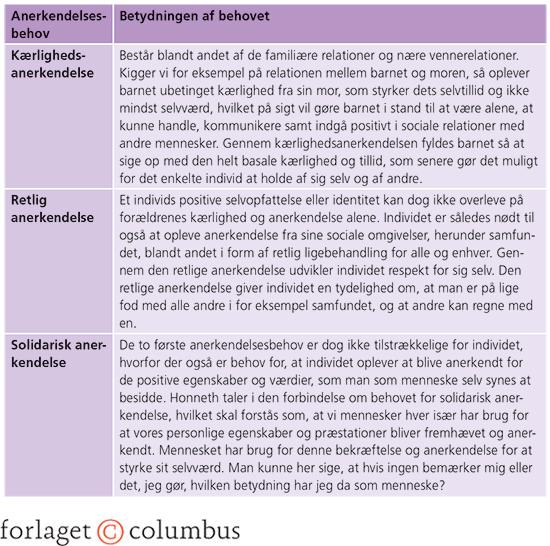 Anerkendelses-
behov
Betydningen af behovet
Kærligheds-
anerkendelse
Består blandt andet af de familiære relationer og nære vennerelationer.
Kigger vi for eksempel på relationen mellem barnet og moren, så oplever
barnet ubetinget kærlighed fra sin mor, som styrker dets selvtillid og ikke
mindst selvværd, hvilket på sigt vil gøre barnet i stand til at være alene, at
kunne handle, kommunikere samt indgå positivt i sociale relationer med
andre mennesker. Gennem kærlighedsanerkendelsen fyldes barnet så at
sige op med den helt basale kærlighed og tillid, som senere gør det muligt
for det enkelte individ at holde af sig selv og af andre.
Retlig
anerkendelse
Et individs positive selvopfattelse eller identitet kan dog ikke overleve på
forældrenes kærlighed og anerkendelse alene. Individet er således nødt til
også at opleve anerkendelse fra sine sociale omgivelser, herunder samfun-
det, blandt andet i form af retlig ligebehandling for alle og enhver. Gen-
nem den retlige anerkendelse udvikler individet respekt for sig selv. Den
retlige anerkendelse giver individet en tydelighed om, at man er på lige
fod med alle andre i for eksempel samfundet, og at andre kan regne med
en.
Solidarisk aner-
kendelse
De to første anerkendelsesbehov er dog ikke tilstrækkelige for individet,
hvorfor der også er behov for, at individet oplever at blive anerkendt for
de positive egenskaber og værdier, som man som menneske selv synes at
besidde. Honneth taler i den forbindelse om behovet for solidarisk aner-
kendelse, hvilket skal forstås som, at vi mennesker hver især har brug for
at vores personlige egenskaber og præstationer bliver fremhævet og aner-
kendt. Mennesket har brug for denne bekræftelse og anerkendelse for at
styrke sit selvværd. Man kunne her sige, at hvis ingen bemærker mig eller
det, jeg gør, hvilken betydning har jeg da som menneske?
forlaget © columbus